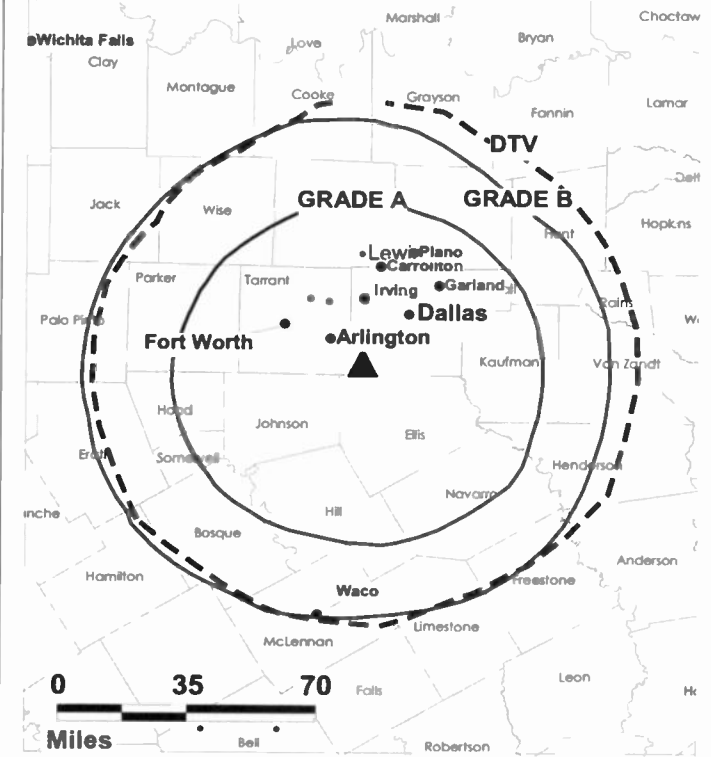 Marshall
Choctaw
Wichita Falls
Love
Bryan
Clay
Montague
Cooke
Grayson
Fannin
Lamar
DTV
Jack
Wise
GRADE A
GRADE B
Hopkins
Hunt
Plano
Carrollton
Parker
Tarrant
Irving
Garland
Rains
Palo Pinto
Dallas
Fort Worth
Arlington
Kaufman
Van Zandt
Hood
Johnson
Ellis
Erath
Somervell
Henderson
Navarro
Hill
Bosque
Anderson
Hamilton
Freestone
Waco
Limestone
McLennan
Leon
0 35 70
Falls
Miles
Bell
Robertson